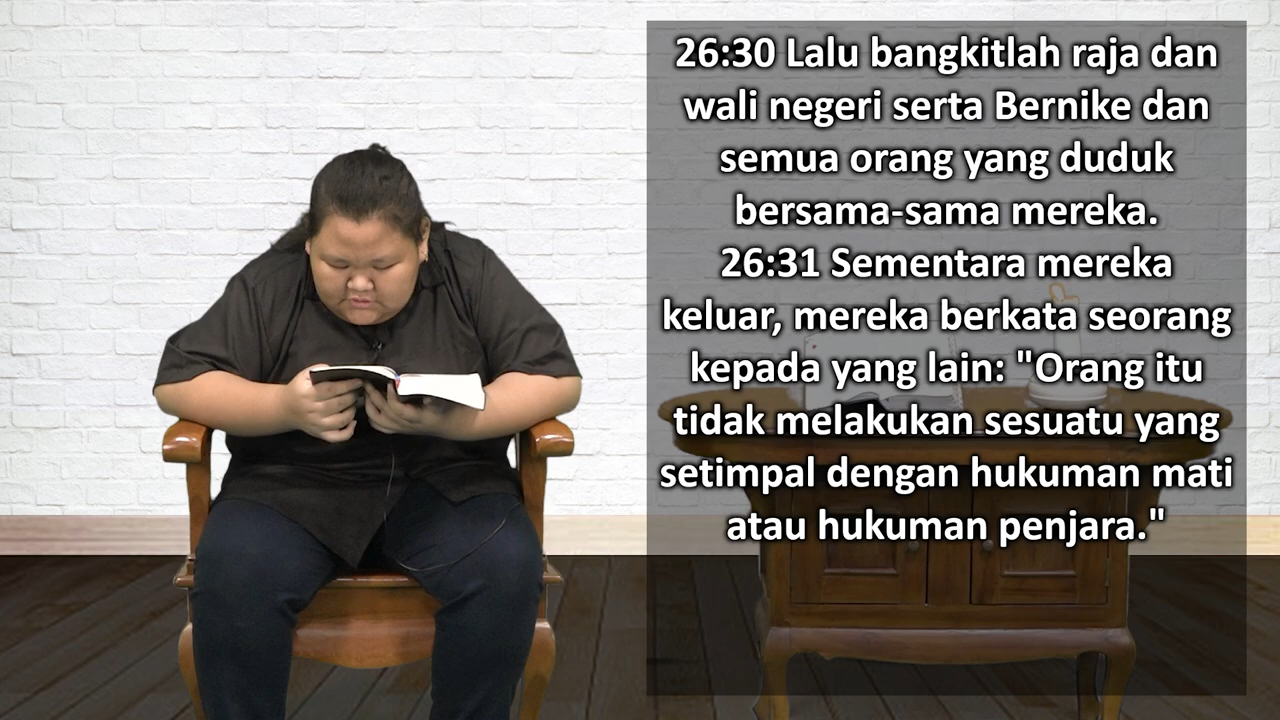 26:30 Lalu bangkitlah raja dan
wali negeri serta Bernike dan
semua orang yang duduk
bersama-sama mereka.
26:31 Sementara mereka
keluar, mereka berkata seorang
kepada yang lain: "Orang itu
tidak melakukan sesuatu yang
setimpal dengan hukuman mati
atau hukuman penjara."